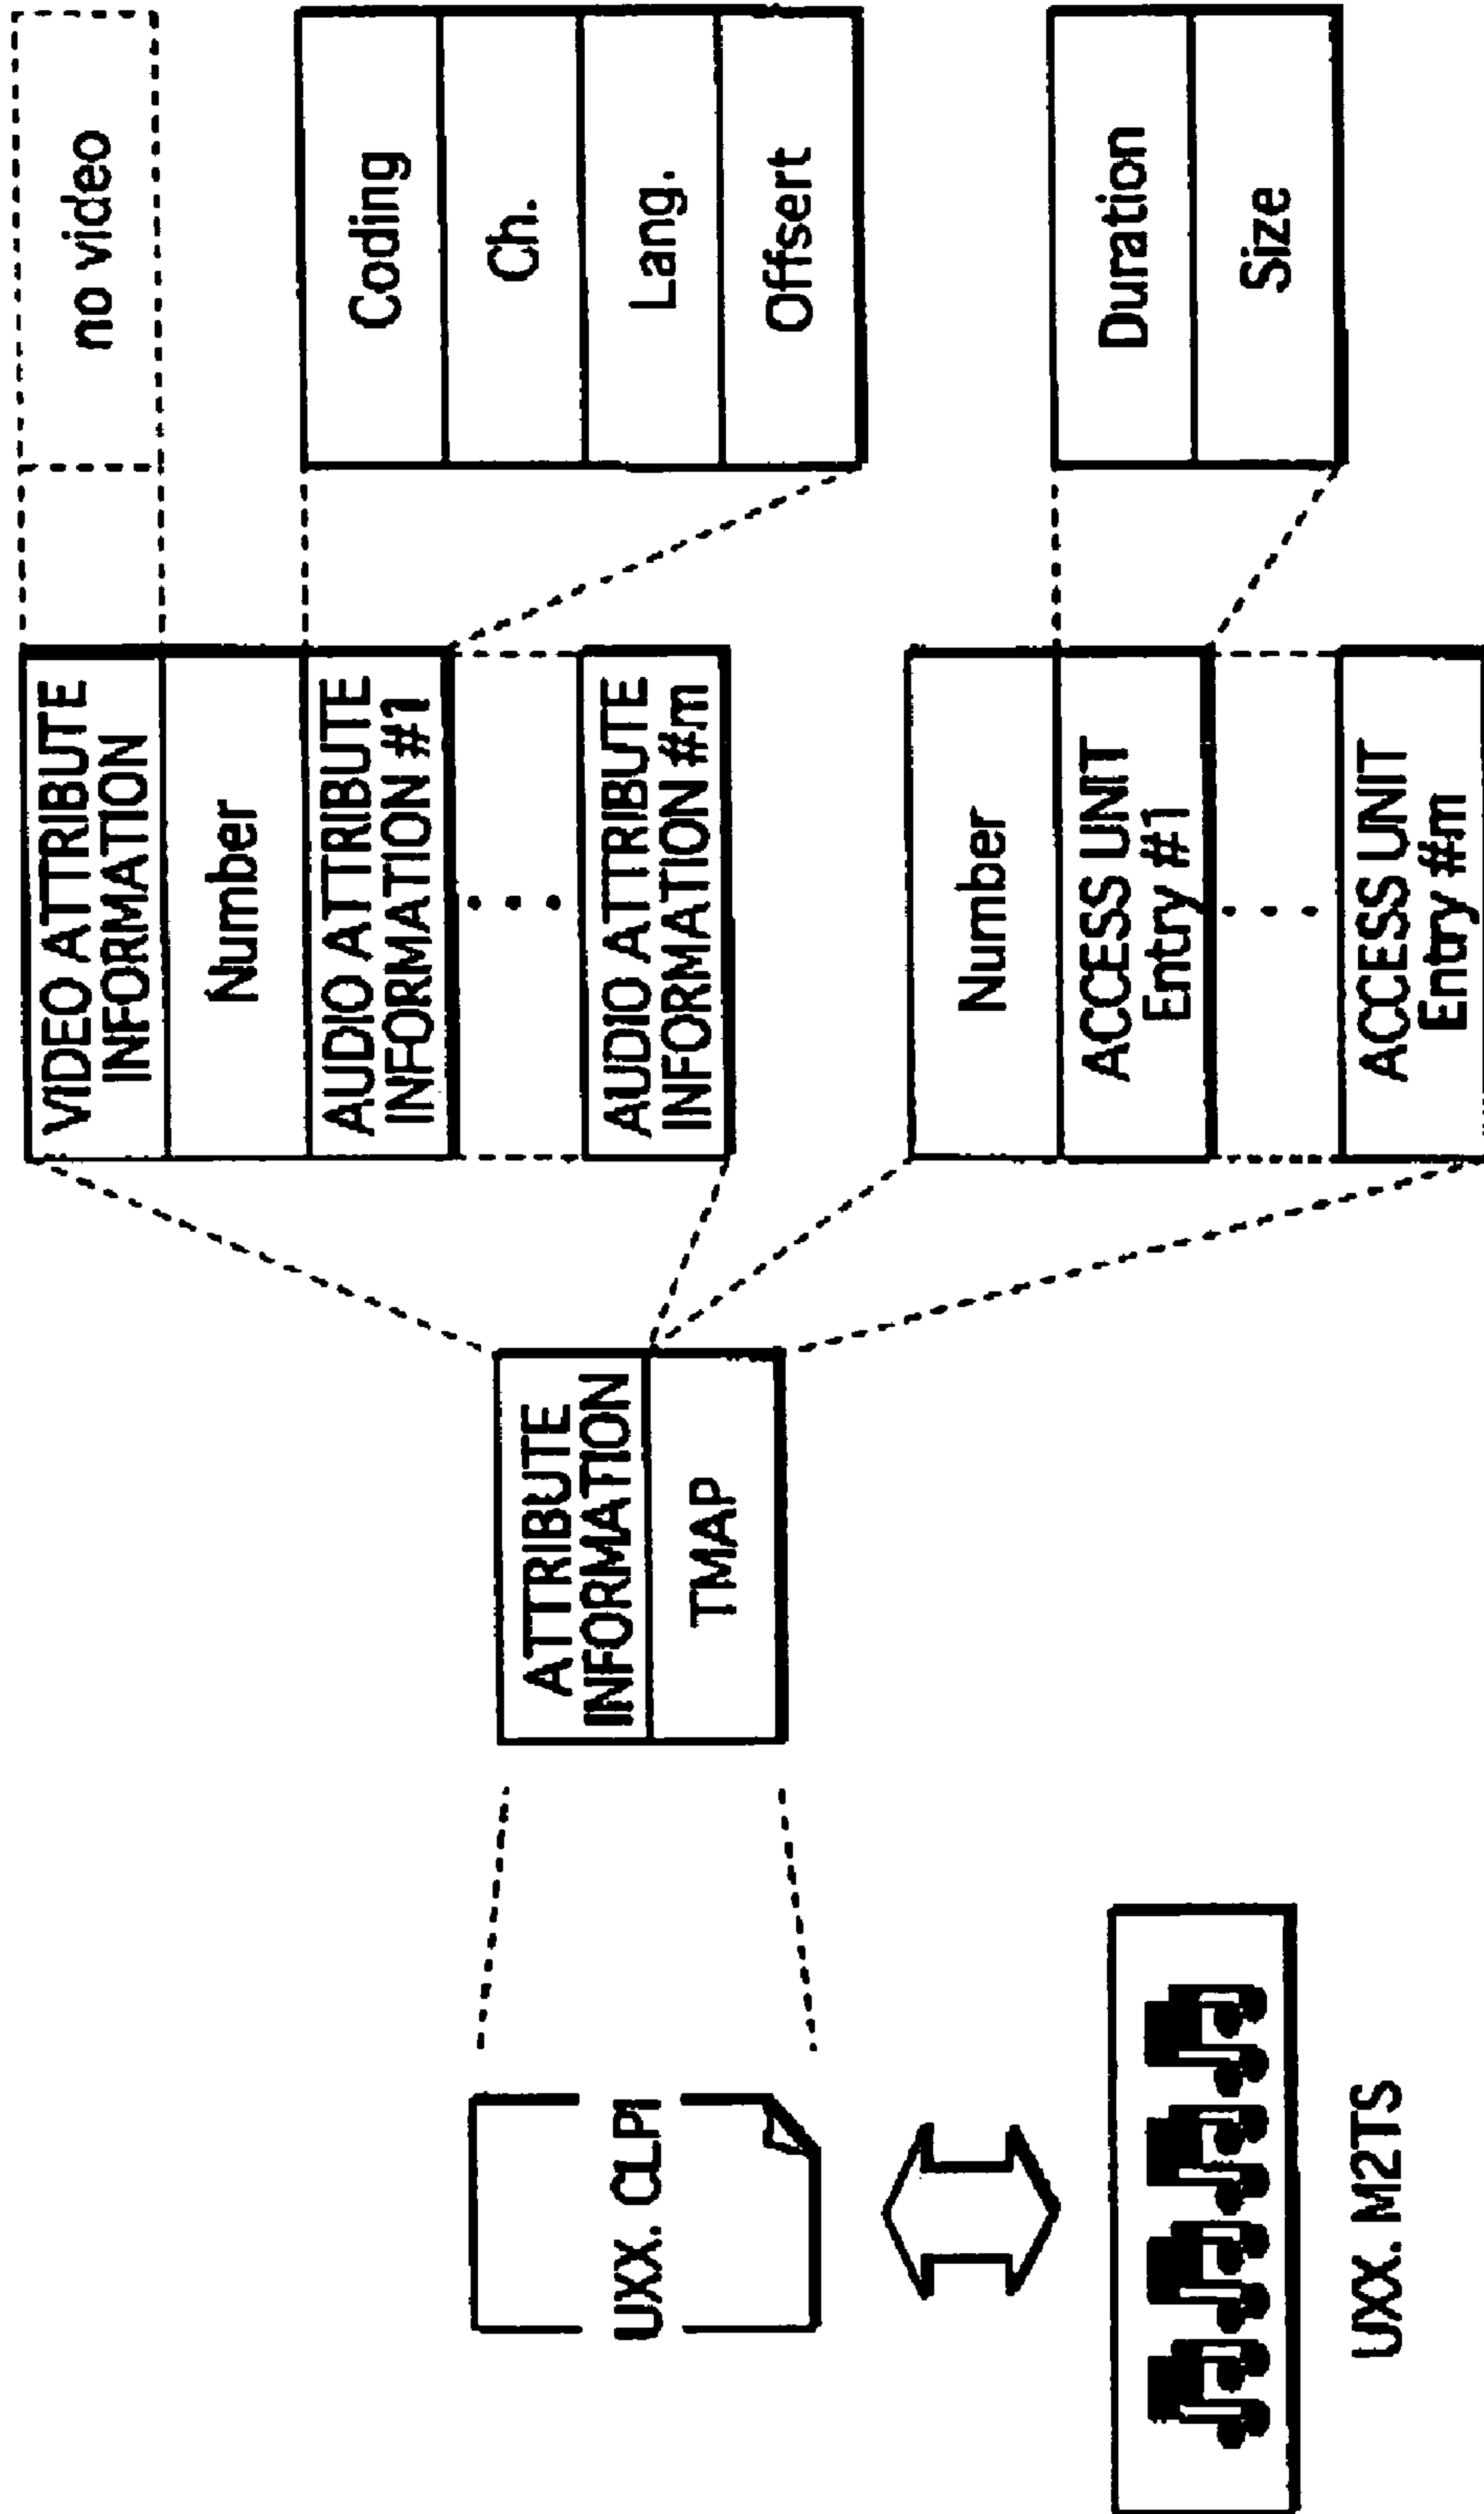 UXX. CLPI
UXX. M2TS
ATTRIBUTE
INFORMATION
TMAP
VIDEO ATTRIBUTE
INFORMATION
Number
AUDIO ATTRIBUTE
INFORMATION #1
AUDIO ATTRIBUTE
INFORMATION #m
Number
ACCESS UNIT
Entry #1
ACCESS UNIT
Entry #m
no video
Coding
Ch.
Lang.
Offset
Duration
Size